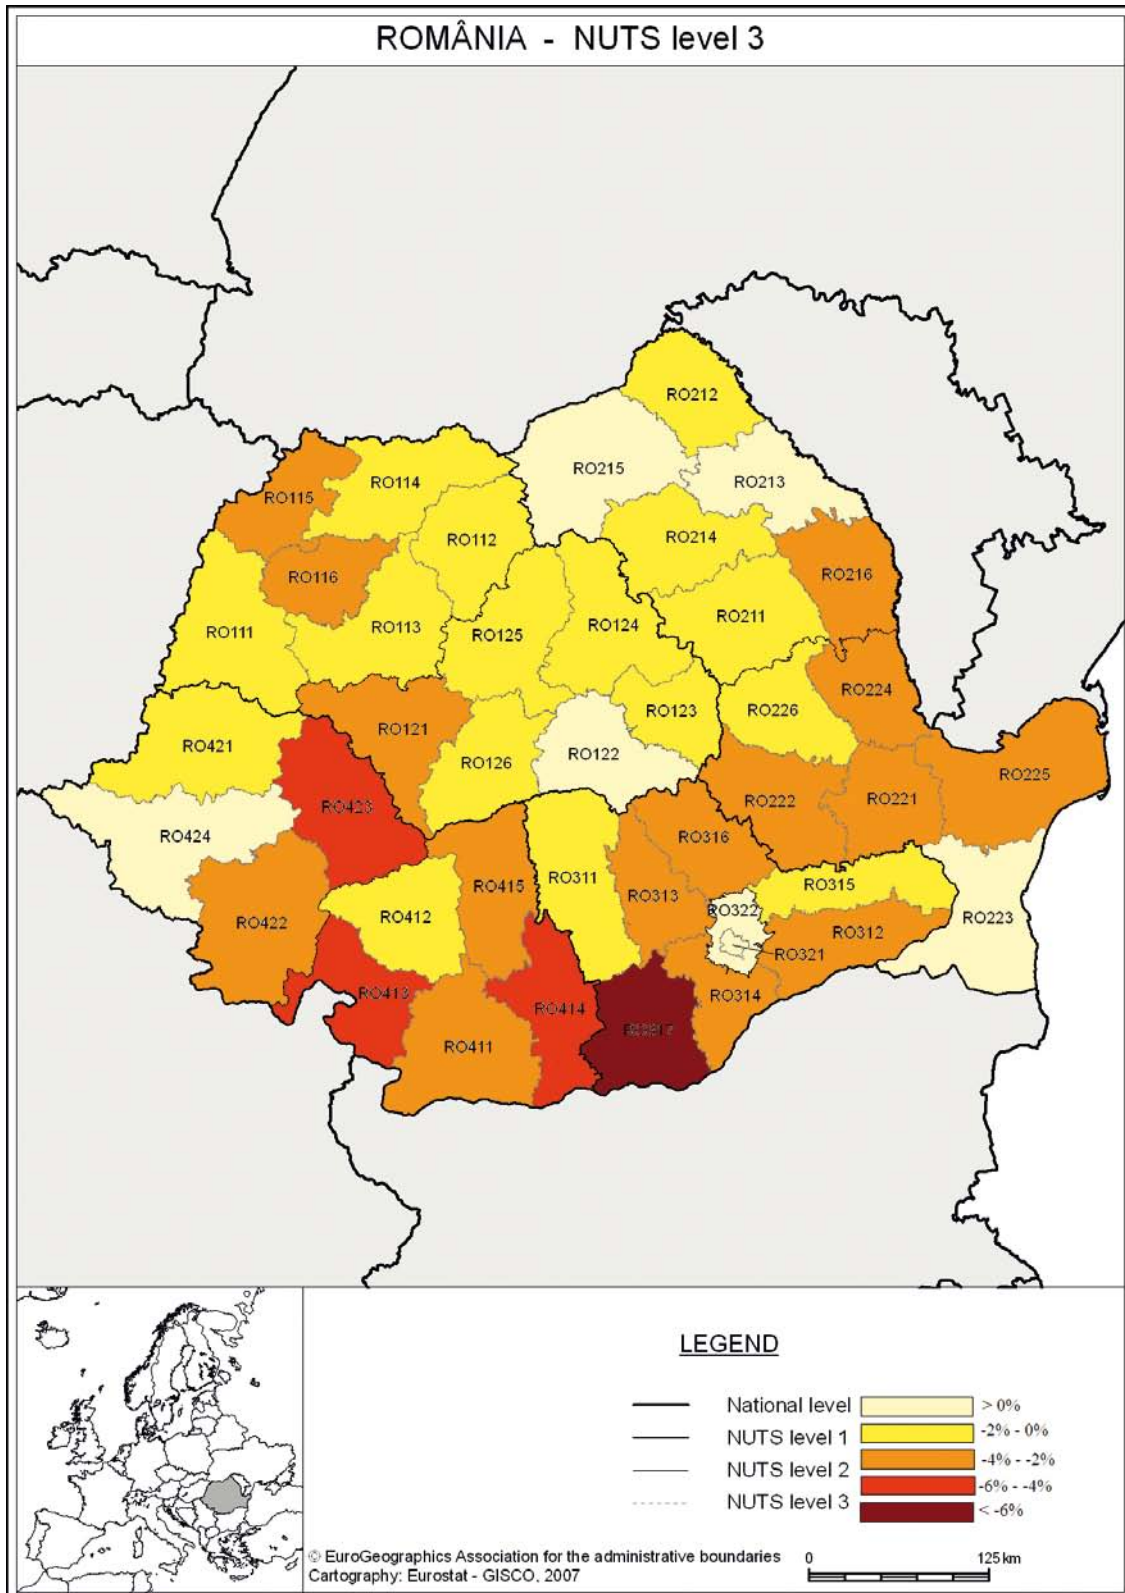 ROMÂNIA - NUTS level 3
RO212
RO215
RO213
RO114
RO115
RO112
RO214
RO116
RO216
RO111
RO113
RO125
RO124
RO211
RO224
RO123
RO226
RO121
RO421
RO122
RO126
RO225
RO222
RO221
RO423
RO424
RO316
RO311
RO415
RO313
RO315
RO322
RO412
RO223
RO422
RO312
RO321
RO413
RO314
RO414
RO411
LEGEND
National level > 0%
NUTS level 1 -2% - 0%
NUTS level 2 -4% - -2%
-6% - -4%
NUTS level 3 < -6%
© EuroGeographics Association for the administrative boundaries
Cartography: Eurostat - GISCO, 2007
0 125 km